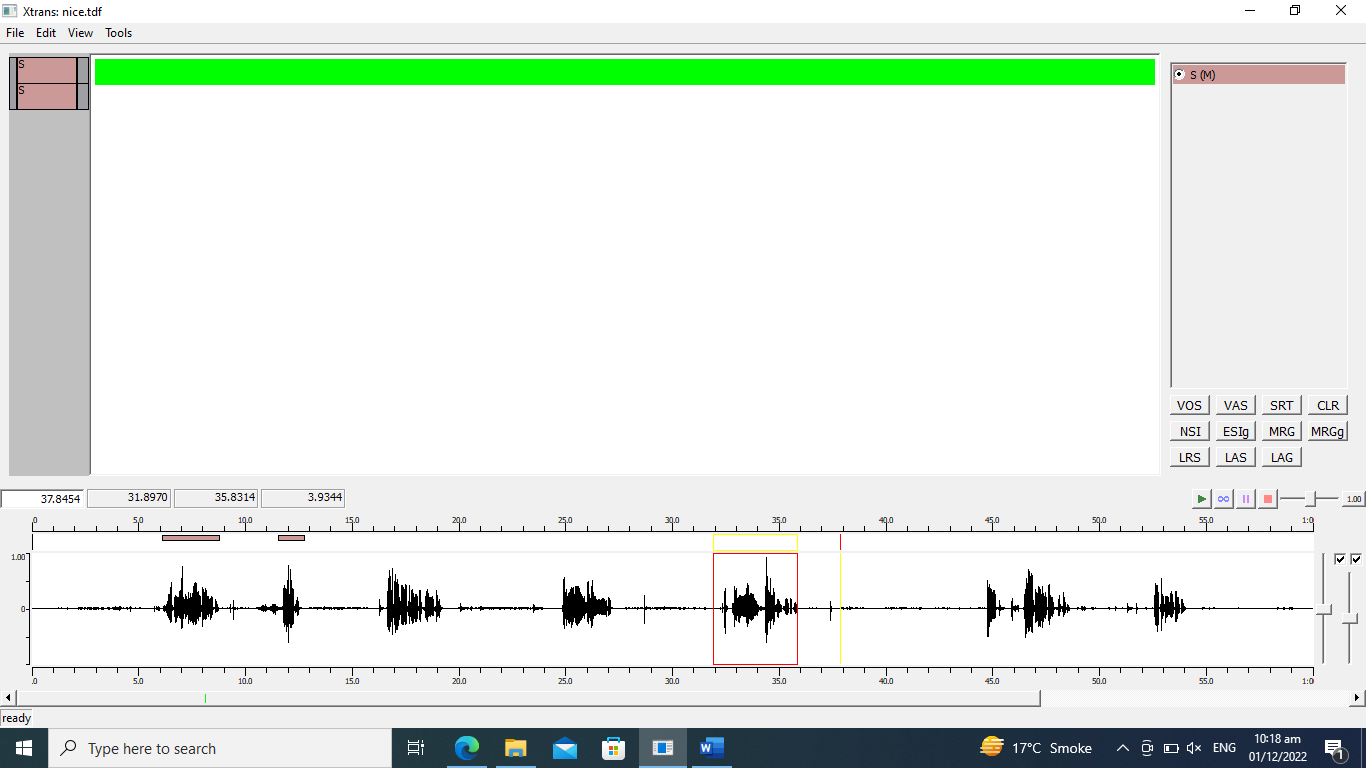 Xtrans: nice.tdf
File Edit View Tools
S
S
S (M)
VOS VAS SRT CLR
NSI ESIg MRG MRGg
LRS LAS LAG
37.8454 31.8970 35.8314 3.9344 1.00
.0 5.0 10.0 15.0 20.0 25.0 30.0 35.0 40.0 45.0 50.0 55.0 1:0
1.00
0
.0 5.0 10.0 15.0 20.0 25.0 30.0 35.0 40.0 45.0 50.0 55.0 1:0
ready
Type here to search
17°C Smoke
ENG
10:18 am
01/12/2022
1